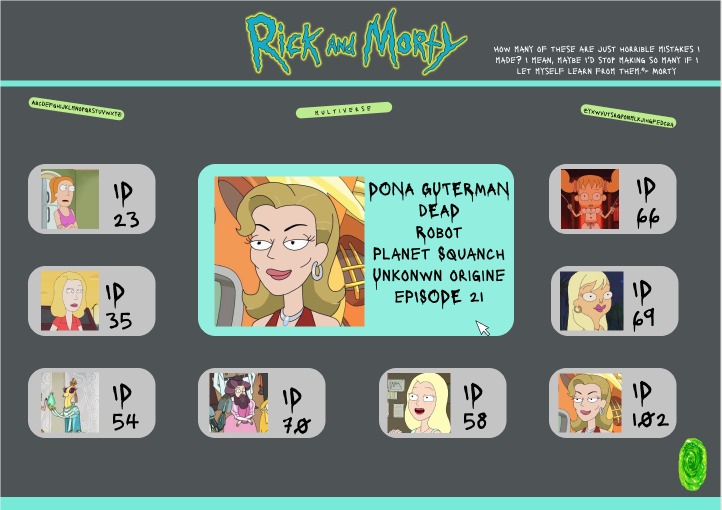 Rick and Morty
HOW MANY OF THESE ARE JUST HORRIBLE MISTAKES I
MADE? I MEAN, MAYBE I'D STOP MAKING SO MANY IF I
LET MYSELF LEARN FROM THEM."- MORTY
MULTIVERSE
ID
23
DONA GUTERMAN
DEAD
ROBOT
PLANET SQUANCH
UNKONWN ORIGINE
EPISODE 21
ID
66
ID
35
ID
69
ID
54
ID
70
ID
58
ID
102